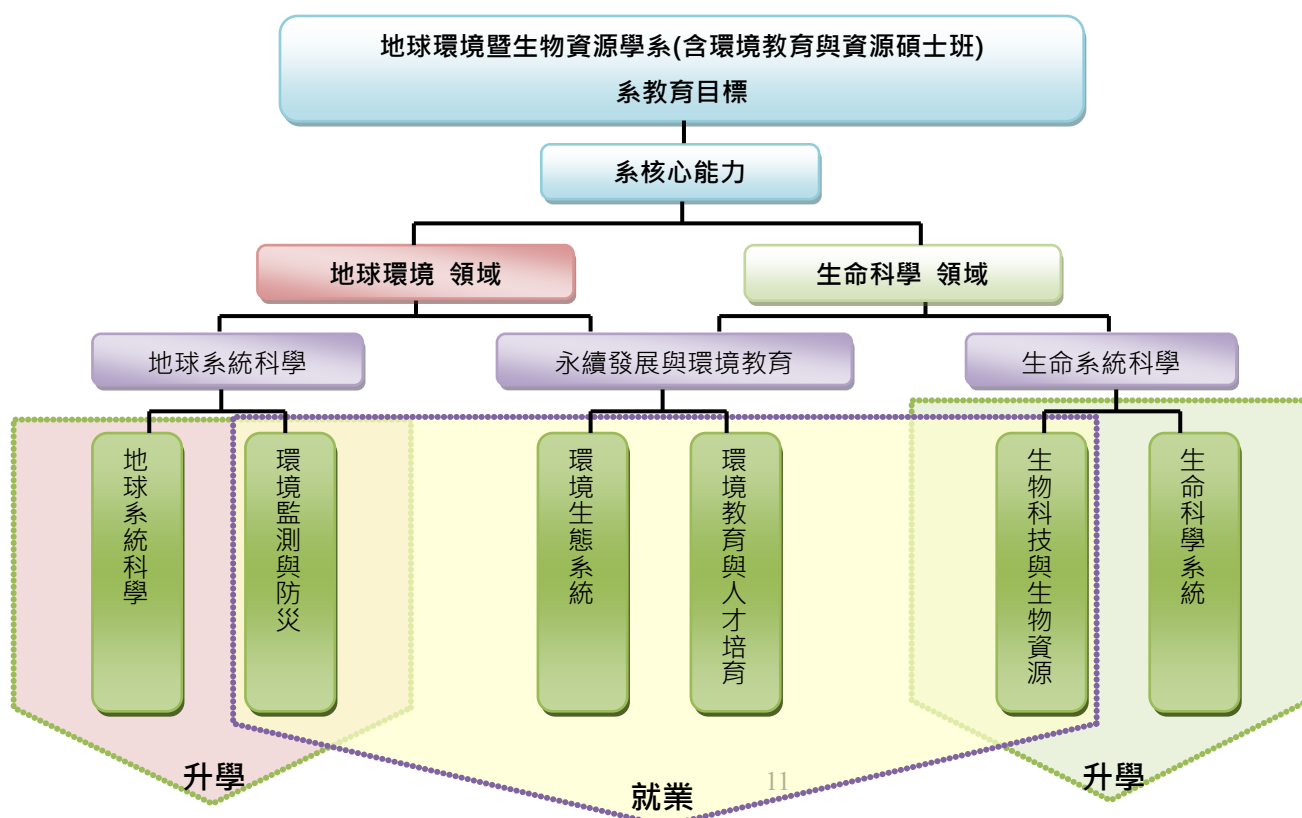 地球環境暨生物資源學系(含環境教育與資源碩士班)
系教育目標
系核心能力
地球環境 領域
生命科學 領域
地球系統科學
永續發展與環境教育
生命系統科學
地球系統科學
環境監測與防災
環境生態系統
環境教育與人才培育
生物科技與生物資源
生命科學系統
升學
就業
11
升學